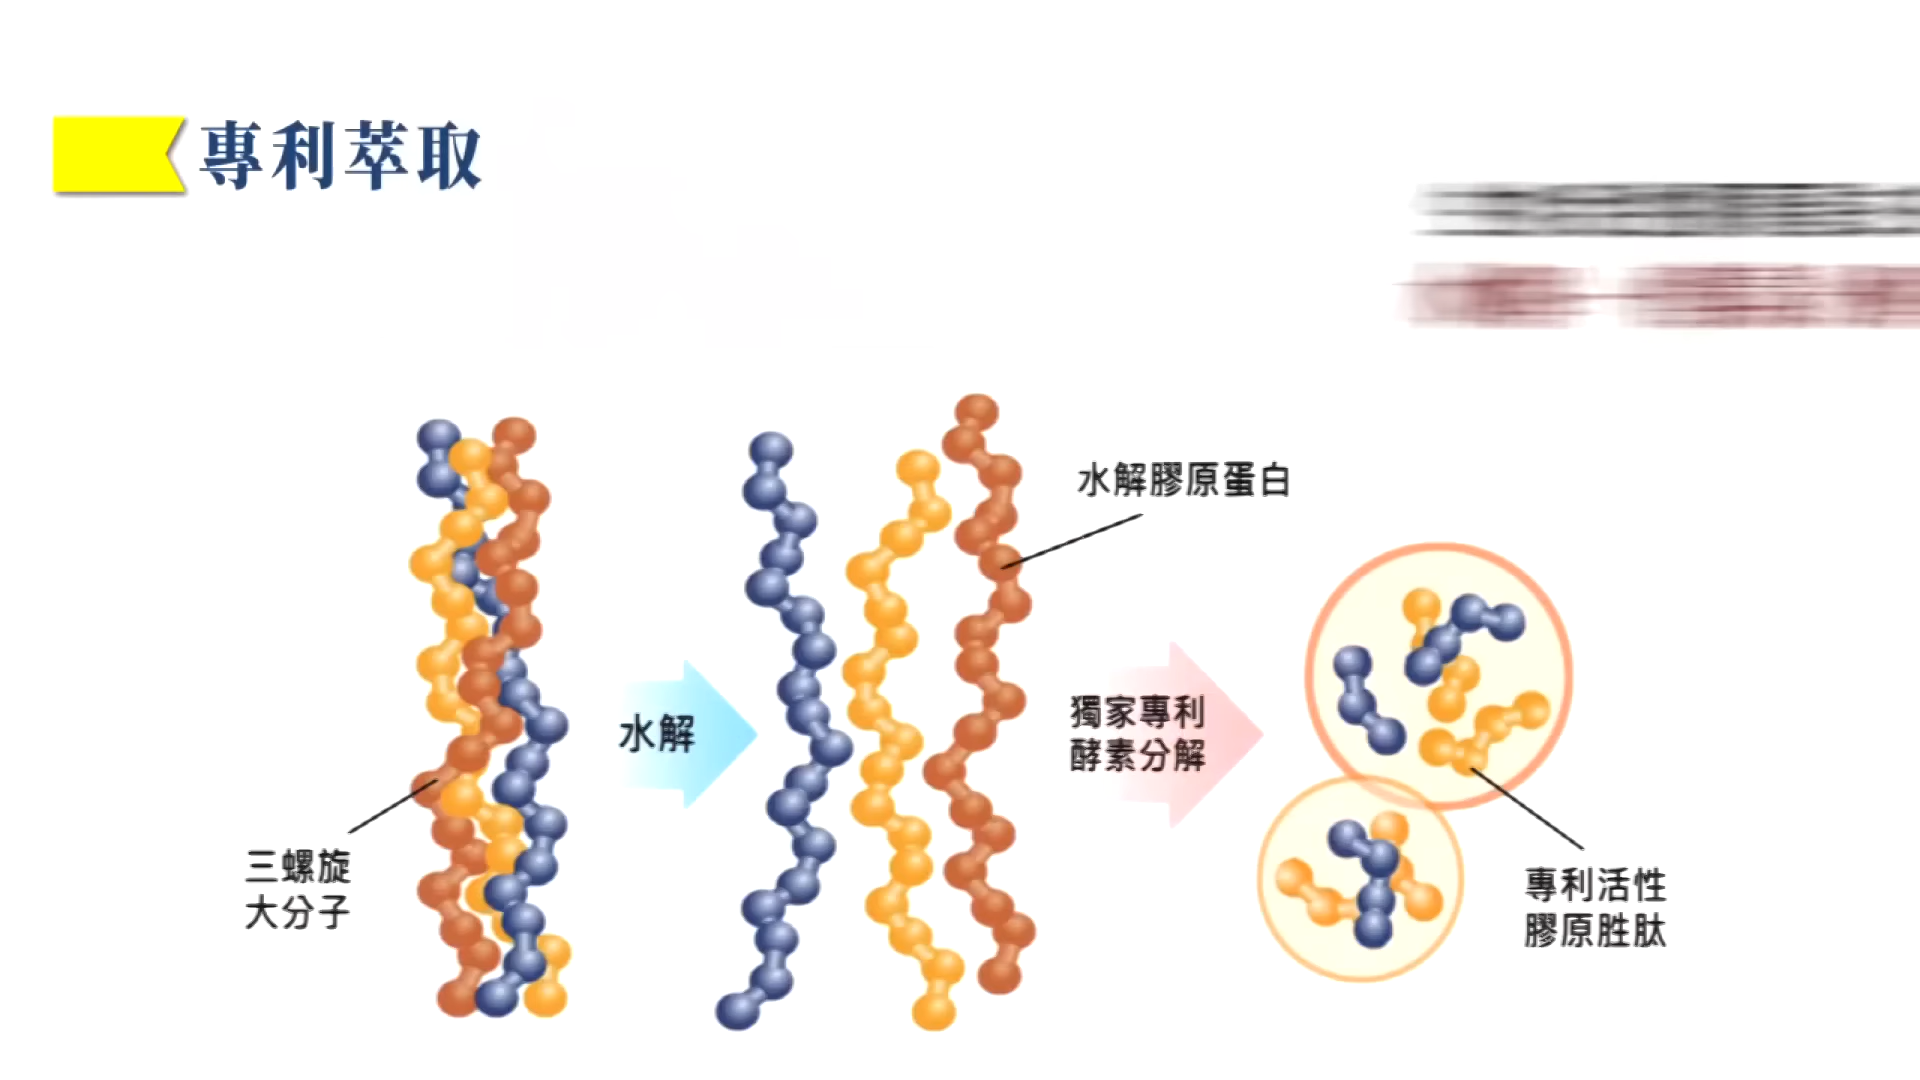 專利萃取
水解膠原蛋白
水解
獨家專利
酵素分解
三螺旋
大分子
專利活性
膠原胜肽